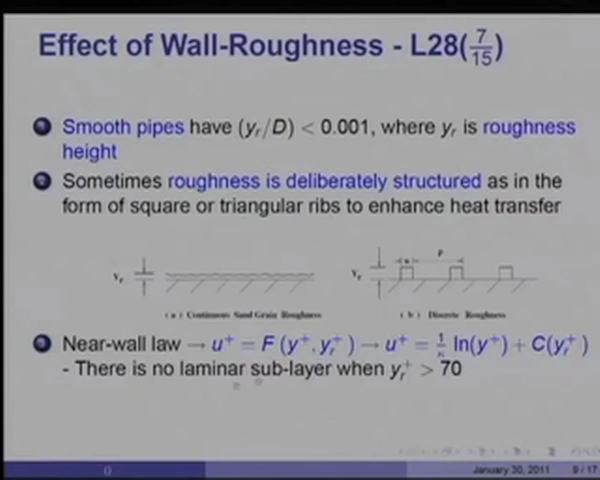 Effect of Wall-Roughness - L28(7/15)
Smooth pipes have (y_r/D) < 0.001, where y_r is roughness
height
Sometimes roughness is deliberately structured as in the
form of square or triangular ribs to enhance heat transfer
P
Y_r
Y_r
(a) Continuous Sand Grain Roughness
(b) Discrete Roughness
Near-wall law → u⁺ = F (y⁺, y_r⁺) → u⁺ = 1/κ ln(y⁺) + C(y_r⁺)
- There is no laminar sub-layer when y_r⁺ > 70
() January 30, 2011 9 / 17